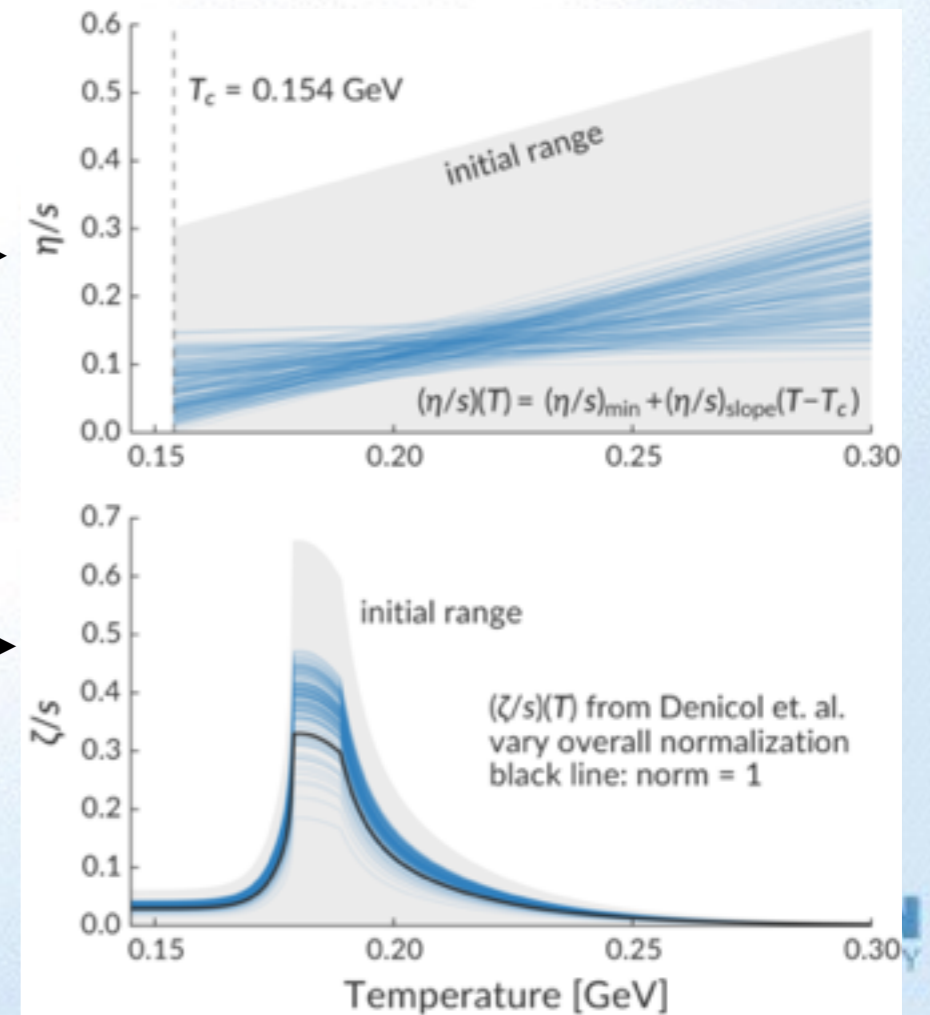 0.6
T_c = 0.154 GeV
0.5
initial range
0.4
η/s
0.3
0.2
0.1
(η/s)(T) = (η/s)min + (η/s)slope(T−T_c)
0.0
0.15 0.20 0.25 0.30
0.7
0.6
initial range
0.5
ζ/s
0.4
(ζ/s)(T) from Denicol et. al.
vary overall normalization
black line: norm = 1
0.3
0.2
0.1
0.0
0.15 0.20 0.25 0.30
Temperature [GeV]
Y